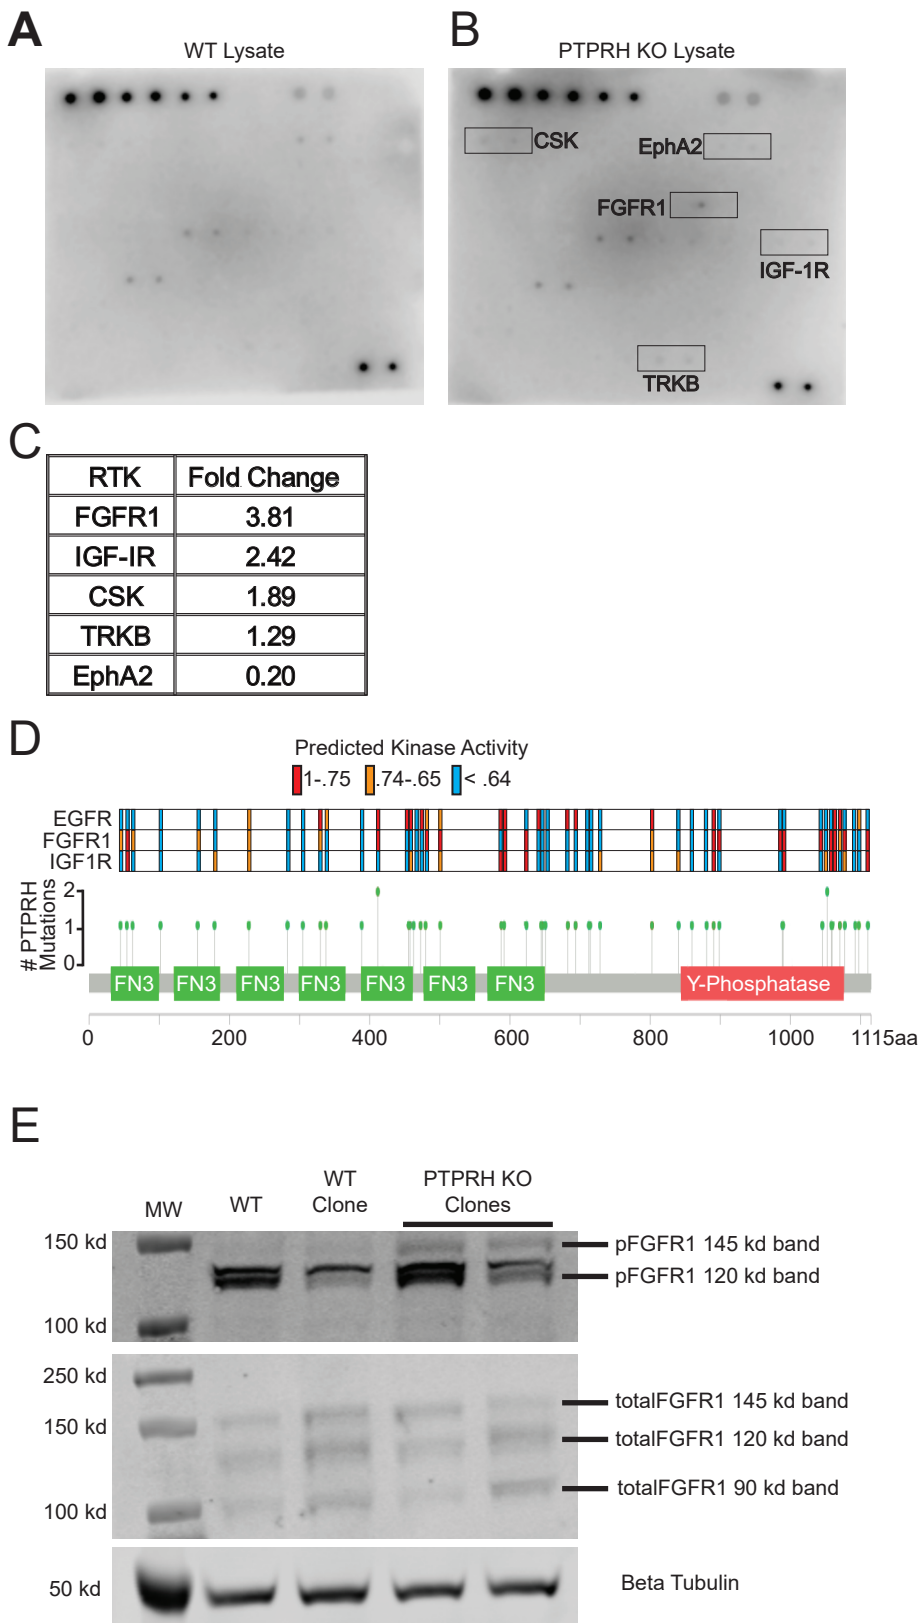 A
B
WT Lysate
PTPRH KO Lysate
CSK
EphA2
FGFR1
IGF-1R
TRKB
C
RTK Fold Change
FGFR1 3.81
IGF-IR 2.42
CSK 1.89
TRKB 1.29
EphA2 0.20
D
Predicted Kinase Activity
1-.75 .74-.65 < .64
EGFR
FGFR1
IGF1R
# PTPRH
Mutations
2
1
0
FN3 FN3 FN3 FN3 FN3 FN3 FN3 Y-Phosphatase
0 200 400 600 800 1000 1115aa
E
MW WT WT Clone PTPRH KO Clones
150 kd
100 kd
pFGFR1 145 kd band
pFGFR1 120 kd band
250 kd
150 kd
100 kd
totalFGFR1 145 kd band
totalFGFR1 120 kd band
totalFGFR1 90 kd band
50 kd
Beta Tubulin